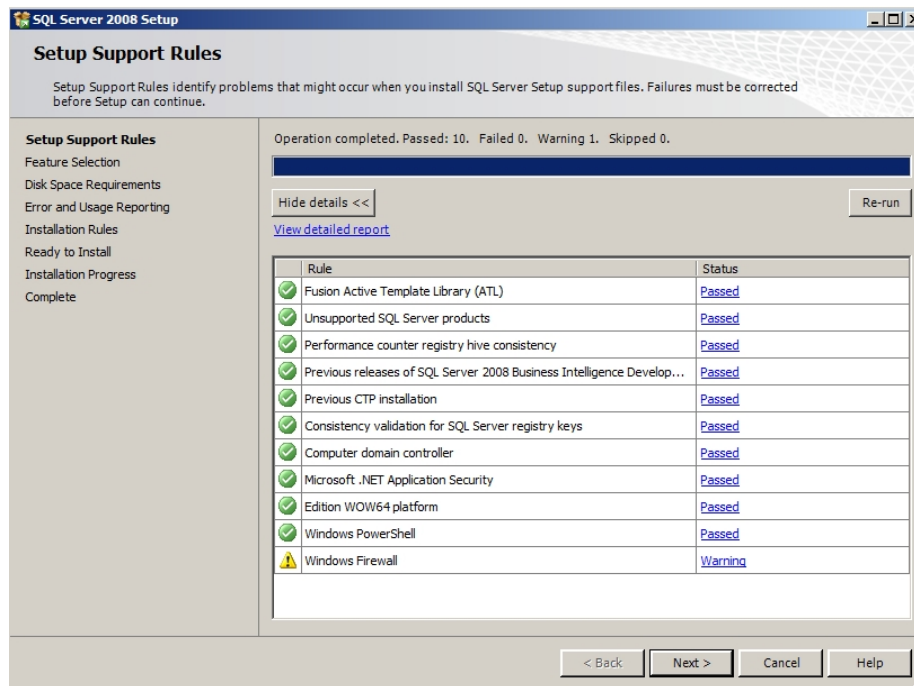 SQL Server 2008 Setup
Setup Support Rules
Setup Support Rules identify problems that might occur when you install SQL Server Setup support files. Failures must be corrected
before Setup can continue.
Setup Support Rules
Feature Selection
Disk Space Requirements
Error and Usage Reporting
Installation Rules
Ready to Install
Installation Progress
Complete
Operation completed. Passed: 10.   Failed 0.   Warning 1.   Skipped 0.
Hide details <<
Re-run
View detailed report
Rule Status
Fusion Active Template Library (ATL) Passed
Unsupported SQL Server products Passed
Performance counter registry hive consistency Passed
Previous releases of SQL Server 2008 Business Intelligence Develop... Passed
Previous CTP installation Passed
Consistency validation for SQL Server registry keys Passed
Computer domain controller Passed
Microsoft .NET Application Security Passed
Edition WOW64 platform Passed
Windows PowerShell Passed
Windows Firewall Warning
< Back Next > Cancel Help